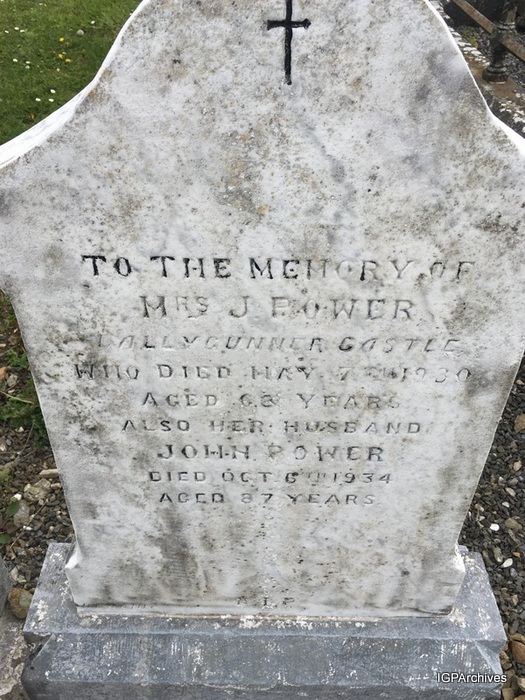 TO THE MEMORY OF
MRS J. POWER
BALLYGUNNER CASTLE
WHO DIED MAY 7TH 1930
AGED 63 YEARS
ALSO HER HUSBAND
JOHN POWER
DIED OCT. 6TH 1934
AGED 87 YEARS
R.I.P.
IGPArchives